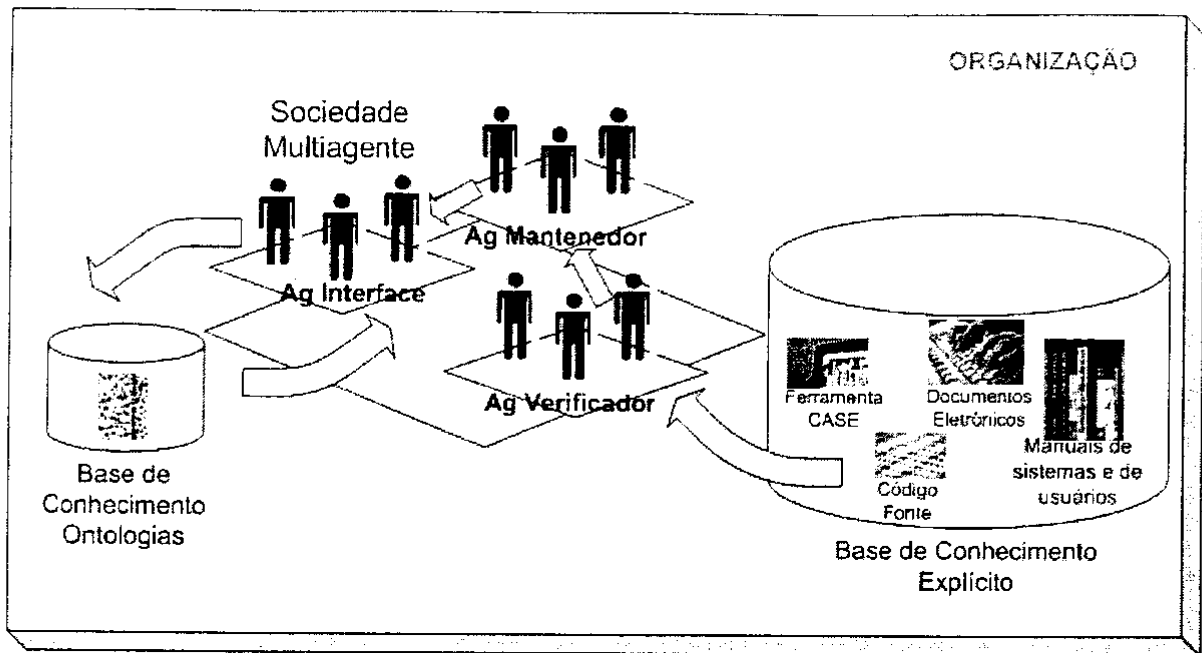 ORGANIZAÇÃO
Sociedade
Multiagente
Ag Mantenedor
Ag Interface
Ag Verificador
Ferramenta
CASE
Documentos
Eletrônicos
Manuais de
sistemas e de
usuários
Código
Fonte
Base de
Conhecimento
Ontologias
Base de Conhecimento
Explícito